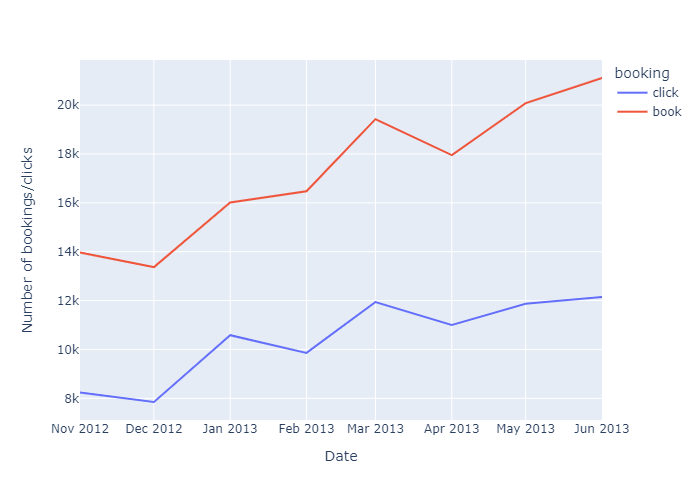 booking
click
book
Number of bookings/clicks
20k
18k
16k
14k
12k
10k
8k
Nov 2012 Dec 2012 Jan 2013 Feb 2013 Mar 2013 Apr 2013 May 2013 Jun 2013
Date